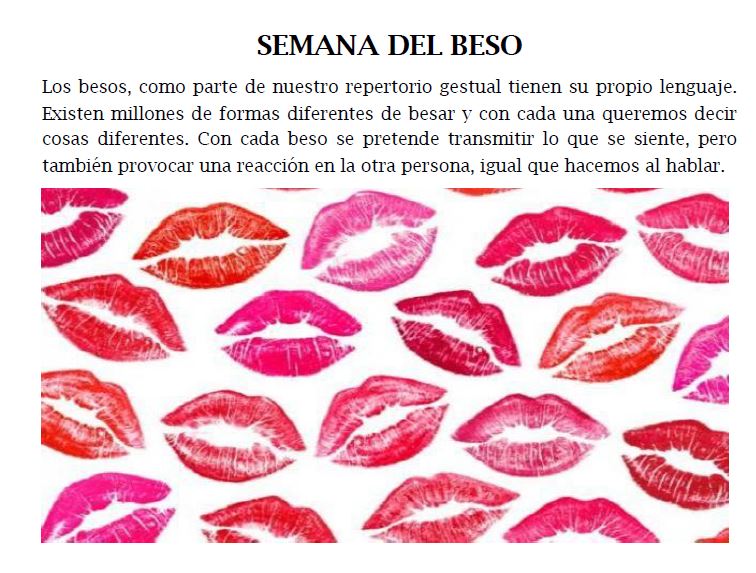 SEMANA DEL BESO
Los besos, como parte de nuestro repertorio gestual tienen su propio lenguaje.
Existen millones de formas diferentes de besar y con cada una queremos decir
cosas diferentes. Con cada beso se pretende transmitir lo que se siente, pero
también provocar una reacción en la otra persona, igual que hacemos al hablar.